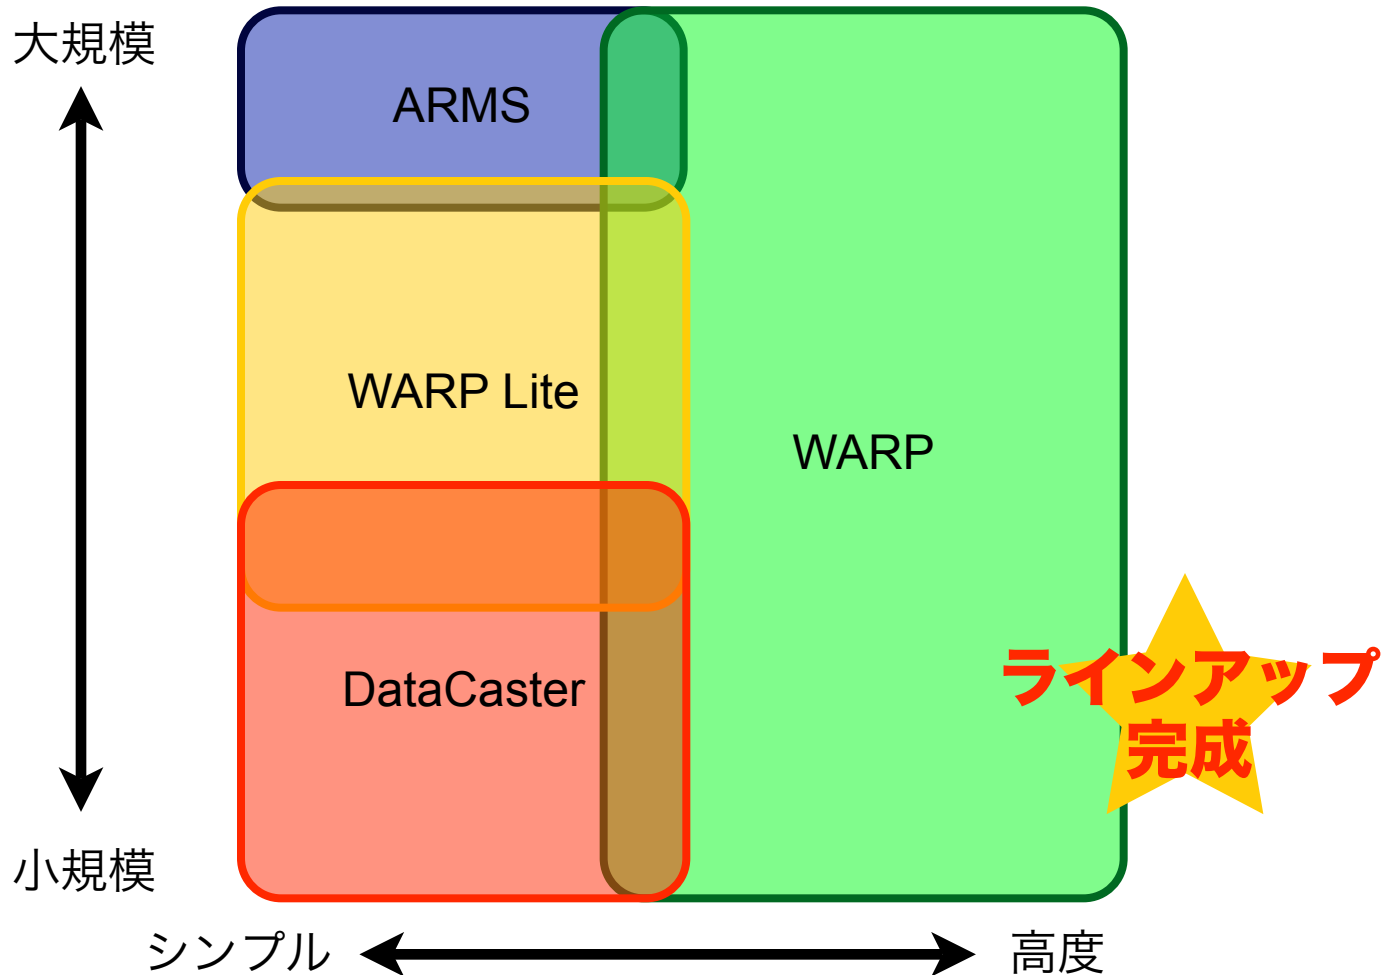 大規模
ARMS
WARP Lite
WARP
DataCaster
ラインアップ
完成
小規模
シンプル
高度